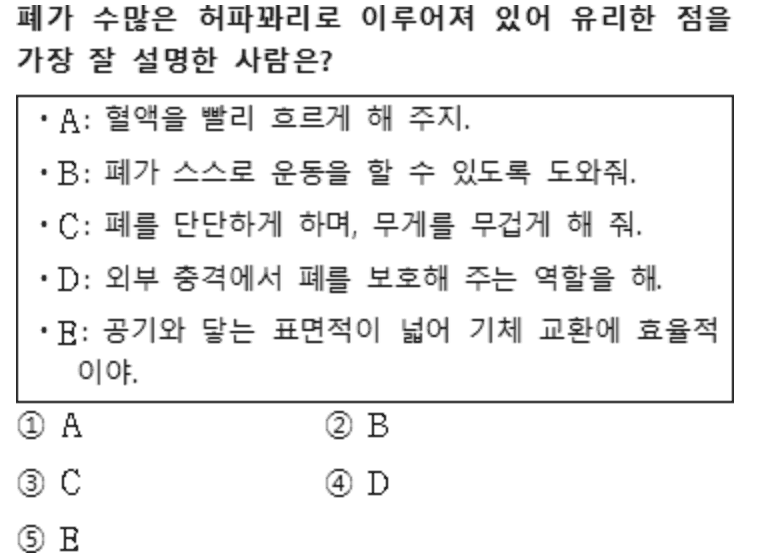 폐가 수많은 허파꽈리로 이루어져 있어 유리한 점을
가장 잘 설명한 사람은?
· A: 혈액을 빨리 흐르게 해 주지.
· B: 폐가 스스로 운동을 할 수 있도록 도와줘.
· C: 폐를 단단하게 하며, 무게를 무겁게 해 줘.
· D: 외부 충격에서 폐를 보호해 주는 역할을 해.
· E: 공기와 닿는 표면적이 넓어 기체 교환에 효율적
이야.
① A ② B
③ C ④ D
⑤ E